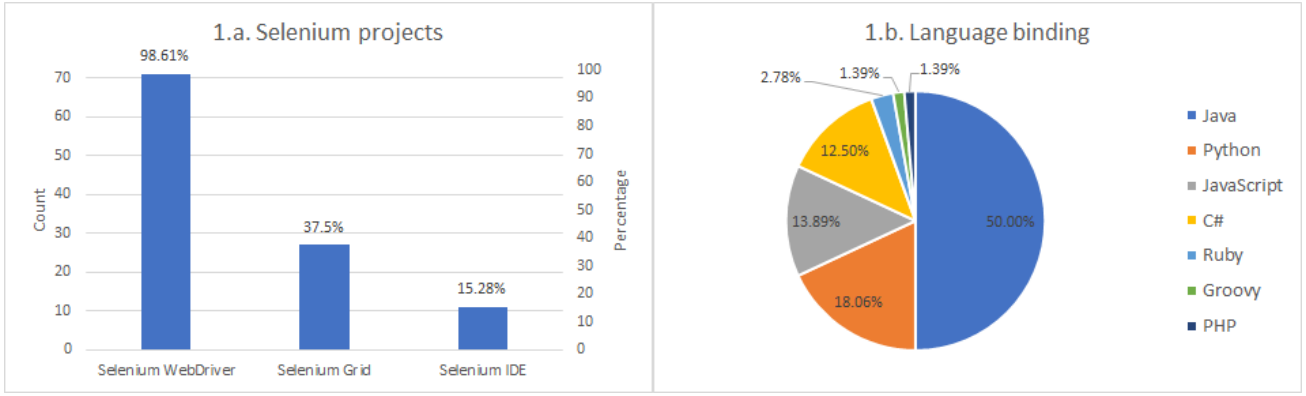 1.a. Selenium projects
98.61%
37.5%
15.28%
70
60
50
40
30
20
10
0
Count
100
90
80
70
60
50
40
30
20
10
0
Percentage
Selenium WebDriver
Selenium Grid
Selenium IDE
1.b. Language binding
2.78%
1.39%
1.39%
12.50%
13.89%
50.00%
18.06%
Java
Python
JavaScript
C#
Ruby
Groovy
PHP